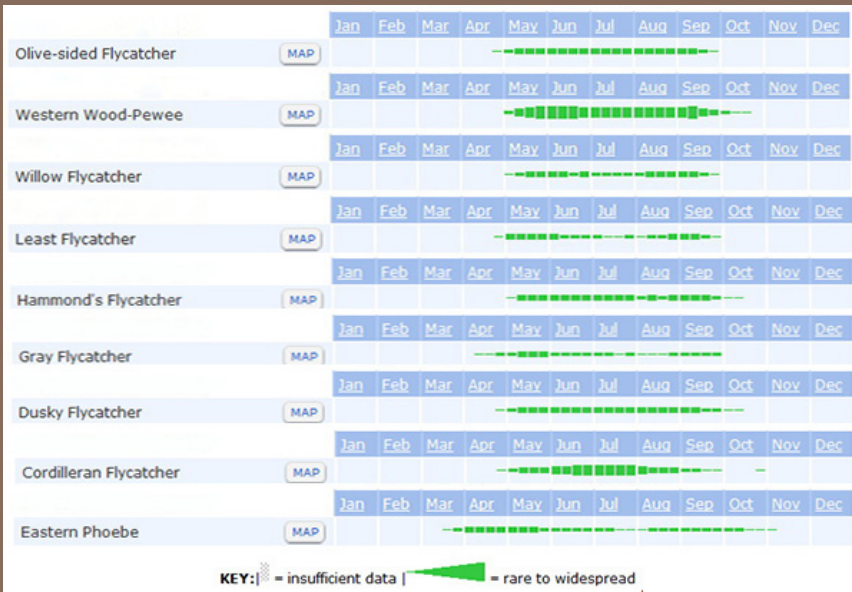 Jan Feb Mar Apr May Jun Jul Aug Sep Oct Nov Dec
Olive-sided Flycatcher MAP
Jan Feb Mar Apr May Jun Jul Aug Sep Oct Nov Dec
Western Wood-Pewee MAP
Jan Feb Mar Apr May Jun Jul Aug Sep Oct Nov Dec
Willow Flycatcher MAP
Jan Feb Mar Apr May Jun Jul Aug Sep Oct Nov Dec
Least Flycatcher MAP
Jan Feb Mar Apr May Jun Jul Aug Sep Oct Nov Dec
Hammond's Flycatcher MAP
Jan Feb Mar Apr May Jun Jul Aug Sep Oct Nov Dec
Gray Flycatcher MAP
Jan Feb Mar Apr May Jun Jul Aug Sep Oct Nov Dec
Dusky Flycatcher MAP
Jan Feb Mar Apr May Jun Jul Aug Sep Oct Nov Dec
Cordilleran Flycatcher MAP
Jan Feb Mar Apr May Jun Jul Aug Sep Oct Nov Dec
Eastern Phoebe MAP
KEY:| = insufficient data | = rare to widespread